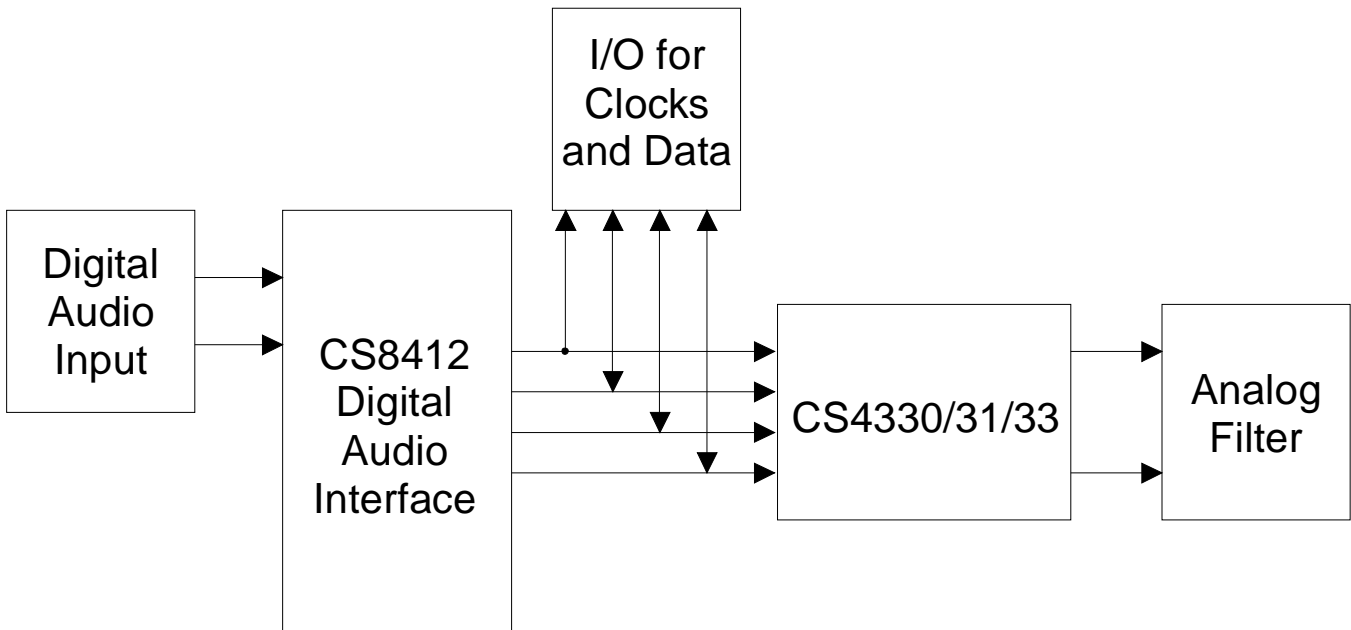 I/O for
Clocks
and Data
Digital
Audio
Input
CS8412
Digital
Audio
Interface
CS4330/31/33
Analog
Filter